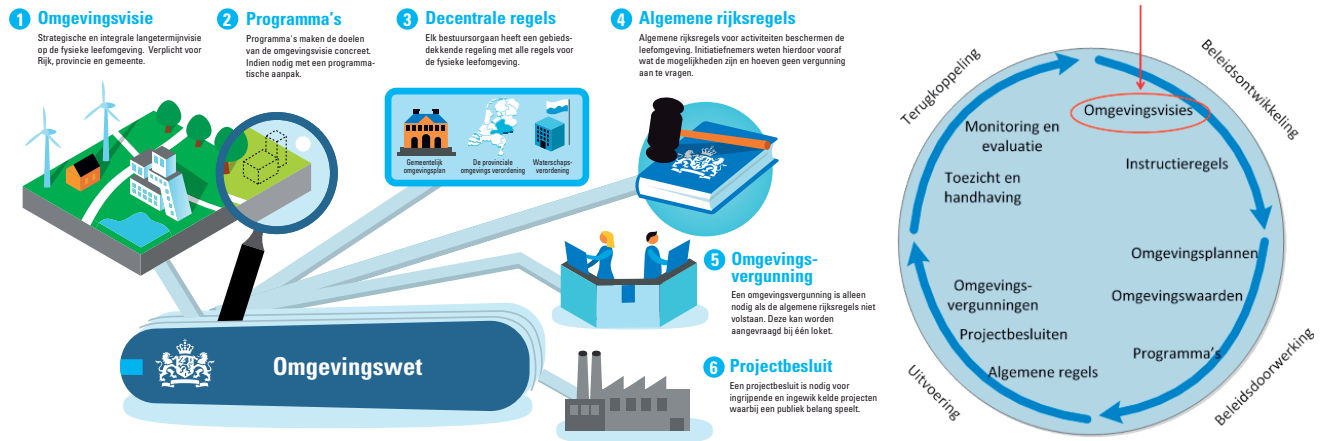 1 Omgevingsvisie
Strategische en integrale langetermijnvisie
op de fysieke leefomgeving. Verplicht voor
Rijk, provincie en gemeente.
2 Programma's
Programma's maken de doelen
van de omgevingsvisie concreet.
Indien nodig met een programma-
tische aanpak.
3 Decentrale regels
Elk bestuursorgaan heeft een gebieds-
dekkende regeling met alle regels voor
de fysieke leefomgeving.
Gemeentelijk
omgevingsplan
De provinciale
omgevings verordening
Waterschaps-
verordening
4 Algemene rijksregels
Algemene rijksregels voor activiteiten beschermen de
leefomgeving. Initiatiefnemers weten hierdoor vooraf
wat de mogelijkheden zijn en hoeven geen vergunning
aan te vragen.
5 Omgevings-
vergunning
Een omgevingsvergunning is alleen
nodig als de algemene rijksregels niet
volstaan. Deze kan worden
aangevraagd bij één loket.
6 Projectbesluit
Een projectbesluit is nodig voor
ingrijpende en ingewik kelde projecten
waarbij een publiek belang speelt.
Omgevingswet
Terugkoppeling
Beleidsontwikkeling
Omgevingsvisies
Monitoring en
evaluatie
Instructieregels
Toezicht en
handhaving
Omgevingsplannen
Omgevings-
vergunningen
Omgevingswaarden
Projectbesluiten
Programma's
Algemene regels
Uitvoering
Beleidsdoorwerking